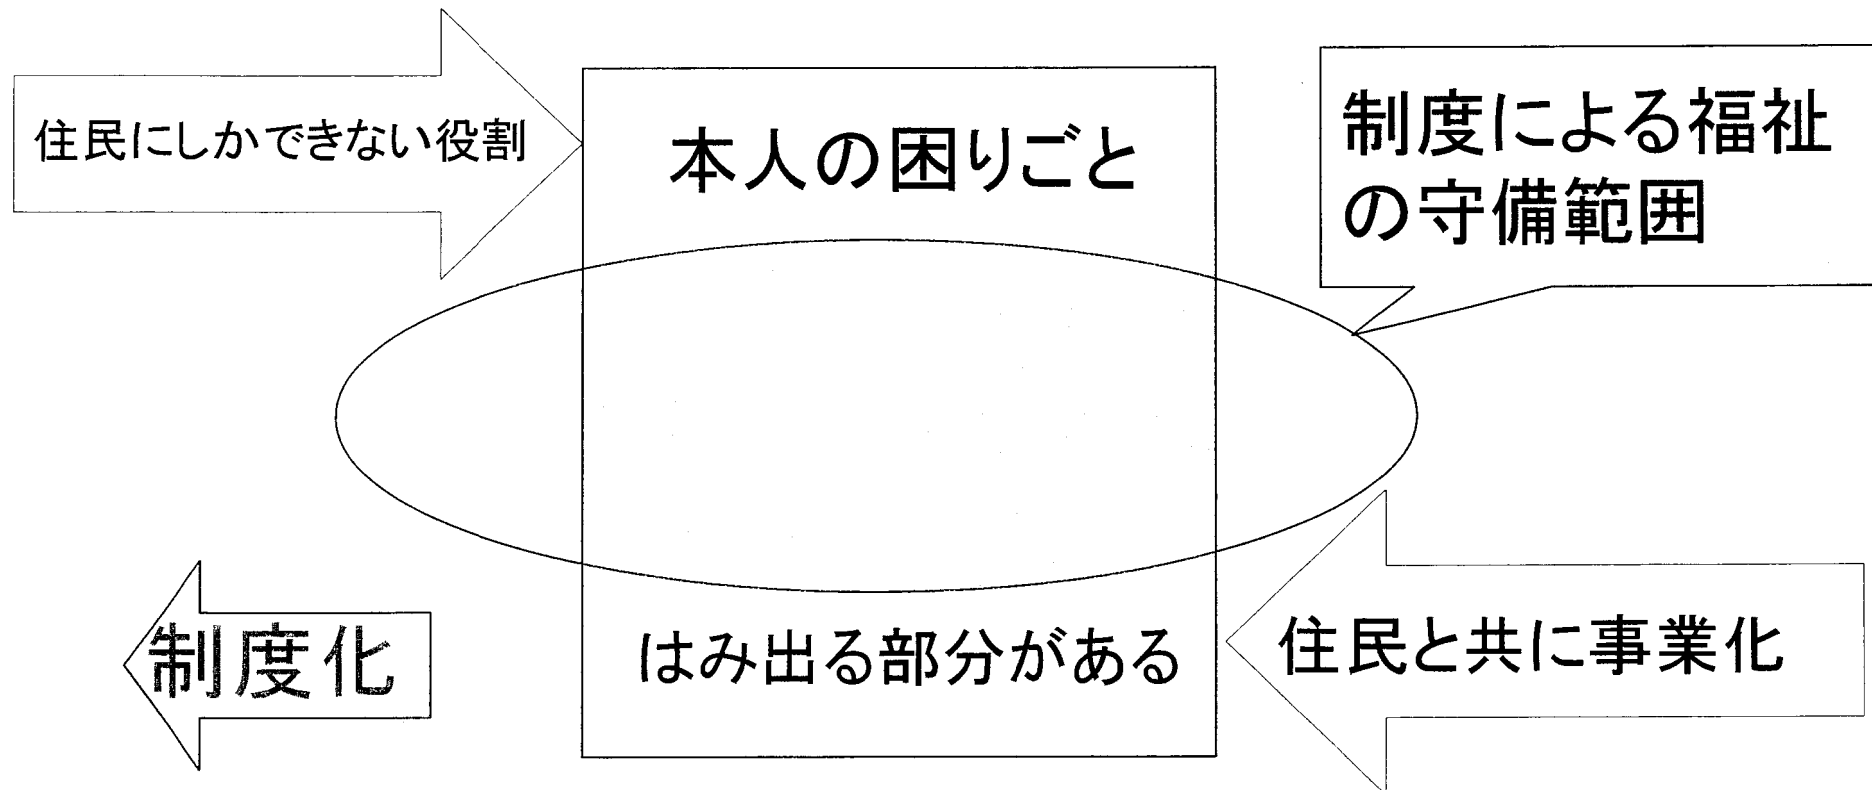 住民にしかできない役割
本人の困りごと
制度による福祉
の守備範囲
制度化
はみ出る部分がある
住民と共に事業化